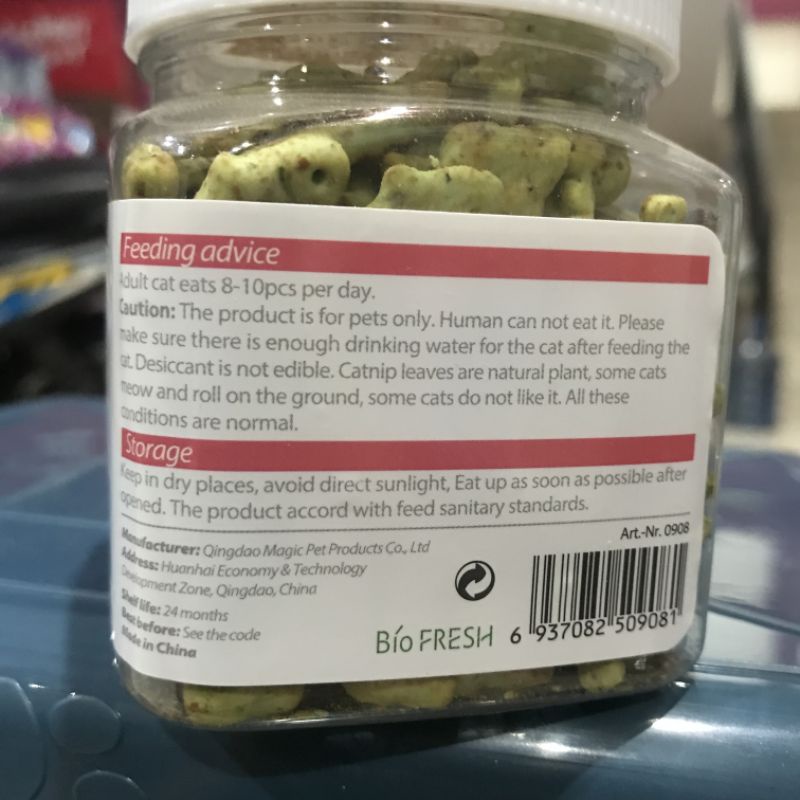 Feeding advice
Adult cat eats 8-10pcs per day.
Caution: The product is for pets only. Human can not eat it. Please
make sure there is enough drinking water for the cat after feeding the
cat. Desiccant is not edible. Catnip leaves are natural plant, some cats
meow and roll on the ground, some cats do not like it. All these
conditions are normal.
Storage
Keep in dry places, avoid direct sunlight, Eat up as soon as possible after
opened. The product accord with feed sanitary standards.
Manufacturer: Qingdao Magic Pet Products Co., Ltd
Address: Huanhai Economy & Technology
Development Zone, Qingdao, China
Shelf life: 24 months
Best before: See the code
Made in China
Art.-Nr. 0908
Bío FRESH
6 937082 509081